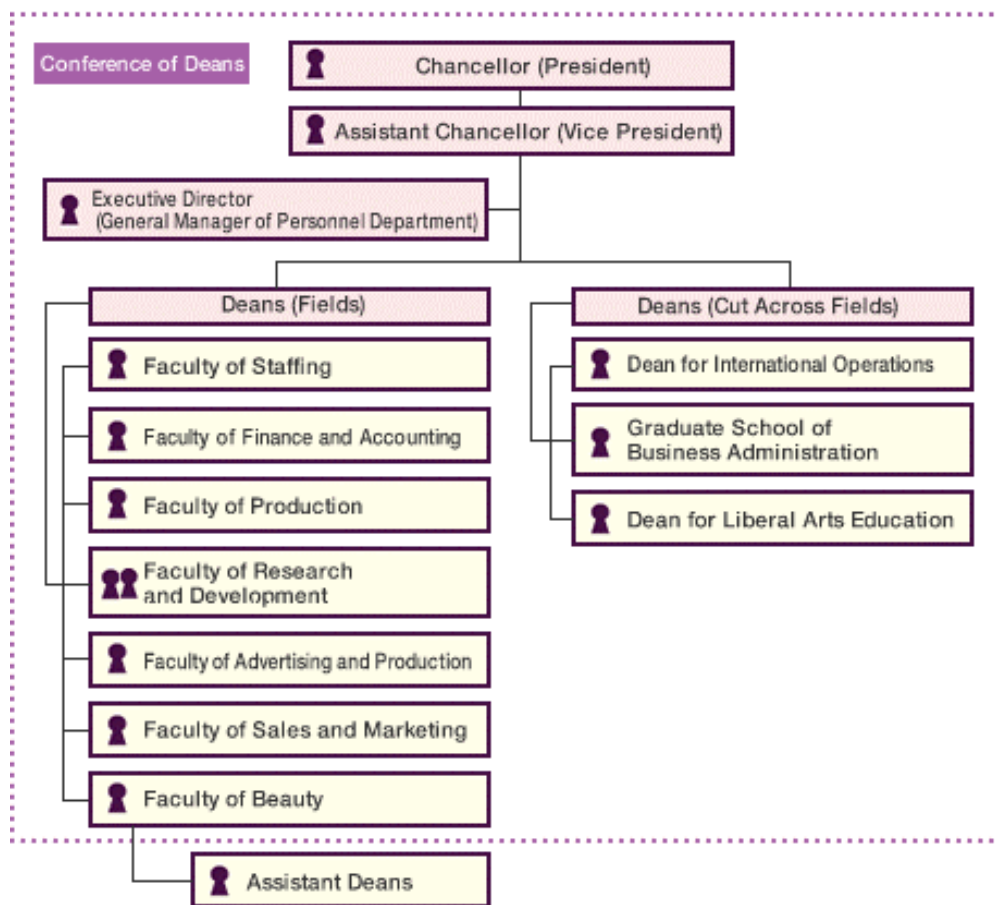 Conference of Deans
Chancellor (President)
Assistant Chancellor (Vice President)
Executive Director
(General Manager of Personnel Department)
Deans (Fields)
Faculty of Staffing
Faculty of Finance and Accounting
Faculty of Production
Faculty of Research
and Development
Faculty of Advertising and Production
Faculty of Sales and Marketing
Faculty of Beauty
Assistant Deans
Deans (Cut Across Fields)
Dean for International Operations
Graduate School of
Business Administration
Dean for Liberal Arts Education